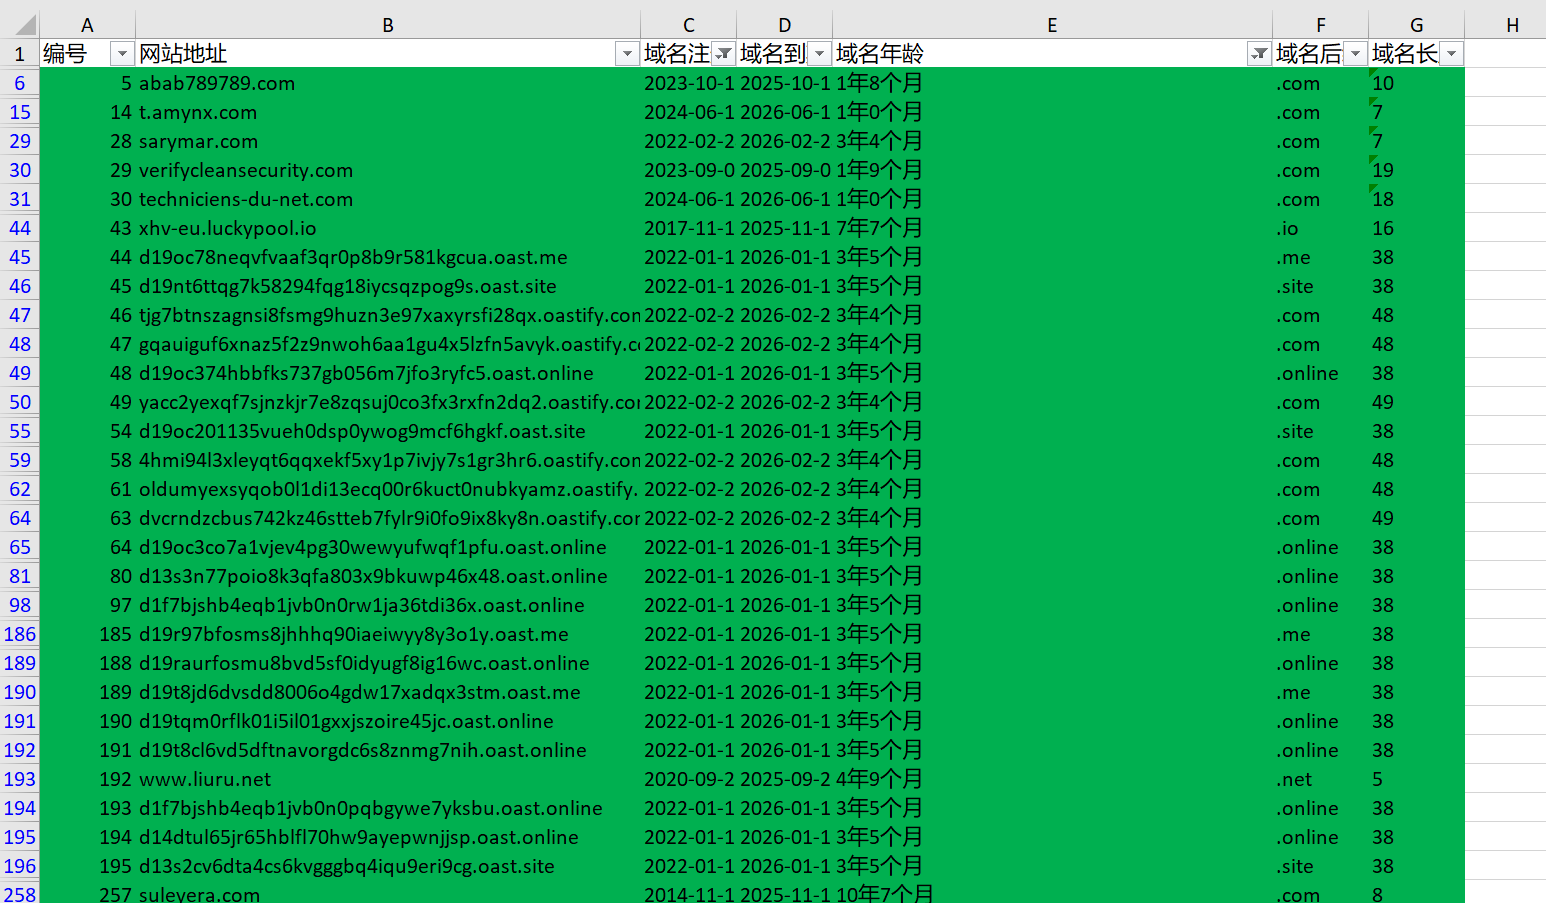 A B C D E F G H
1 编号 网站地址 域名注 域名到 域名年龄 域名后 域名长
6 5 abab789789.com 2023-10-1 2025-10-1 1年8个月 .com 10
15 14 t.amynx.com 2024-06-1 2026-06-1 1年0个月 .com 7
29 28 sarymar.com 2022-02-2 2026-02-2 3年4个月 .com 7
30 29 verifycleansecurity.com 2023-09-0 2025-09-0 1年9个月 .com 19
31 30 techniciens-du-net.com 2024-06-1 2026-06-1 1年0个月 .com 18
44 43 xhv-eu.luckypool.io 2017-11-1 2025-11-1 7年7个月 .io 16
45 44 d19oc78neqvfvaaf3qr0p8b9r581kgcua.oast.me 2022-01-1 2026-01-1 3年5个月 .me 38
46 45 d19nt6ttqg7k58294fqg18iycsqzpog9s.oast.site 2022-01-1 2026-01-1 3年5个月 .site 38
47 46 tjg7btnszagnsi8fsmg9huzn3e97xaxyrsfi28qx.oastify.con 2022-02-2 2026-02-2 3年4个月 .com 48
48 47 gqauiguf6xnaz5f2z9nwoh6aa1gu4x5lzfn5avyk.oastify.c 2022-02-2 2026-02-2 3年4个月 .com 48
49 48 d19oc374hbbfks737gb056m7jfo3ryfc5.oast.online 2022-01-1 2026-01-1 3年5个月 .online 38
50 49 yacc2yexqf7sjnzkjr7e8zqsuj0co3fx3rxfn2dq2.oastify.con 2022-02-2 2026-02-2 3年4个月 .com 49
55 54 d19oc201135vueh0dsp0ywog9mcf6hgkf.oast.site 2022-01-1 2026-01-1 3年5个月 .site 38
59 58 4hmi94l3xleyqt6qqxekf5xy1p7ivjy7s1gr3hr6.oastify.con 2022-02-2 2026-02-2 3年4个月 .com 48
62 61 oldumyexsyqob0l1di13ecq00r6kuct0nubkyamz.oastify. 2022-02-2 2026-02-2 3年4个月 .com 48
64 63 dvcrndzcbus742kz46stteb7fylr9i0fo9ix8ky8n.oastify.cor 2022-02-2 2026-02-2 3年4个月 .com 49
65 64 d19oc3co7a1vjev4pg30wewyufwqf1pfu.oast.online 2022-01-1 2026-01-1 3年5个月 .online 38
81 80 d13s3n77poio8k3qfa803x9bkuwp46x48.oast.online 2022-01-1 2026-01-1 3年5个月 .online 38
98 97 d1f7bjshb4eqb1jvb0n0rw1ja36tdi36x.oast.online 2022-01-1 2026-01-1 3年5个月 .online 38
186 185 d19r97bfosms8jhhhq90iaeiwyy8y3o1y.oast.me 2022-01-1 2026-01-1 3年5个月 .me 38
189 188 d19raurfosmu8bvd5sf0idyugf8ig16wc.oast.online 2022-01-1 2026-01-1 3年5个月 .online 38
190 189 d19t8jd6dvsdd8006o4gdw17xadqx3stm.oast.me 2022-01-1 2026-01-1 3年5个月 .me 38
191 190 d19tqm0rflk01i5il01gxxjszoire45jc.oast.online 2022-01-1 2026-01-1 3年5个月 .online 38
192 191 d19t8cl6vd5dftnavorgdc6s8znmg7nih.oast.online 2022-01-1 2026-01-1 3年5个月 .online 38
193 192 www.liuru.net 2020-09-2 2025-09-2 4年9个月 .net 5
194 193 d1f7bjshb4eqb1jvb0n0pqbgywe7yksbu.oast.online 2022-01-1 2026-01-1 3年5个月 .online 38
195 194 d14dtul65jr65hblfl70hw9ayepwnjjsp.oast.online 2022-01-1 2026-01-1 3年5个月 .online 38
196 195 d13s2cv6dta4cs6kvgggbq4iqu9eri9cg.oast.site 2022-01-1 2026-01-1 3年5个月 .site 38
258 257 suleyera.com 2014-11-1 2025-11-1 10年7个月 .com 8